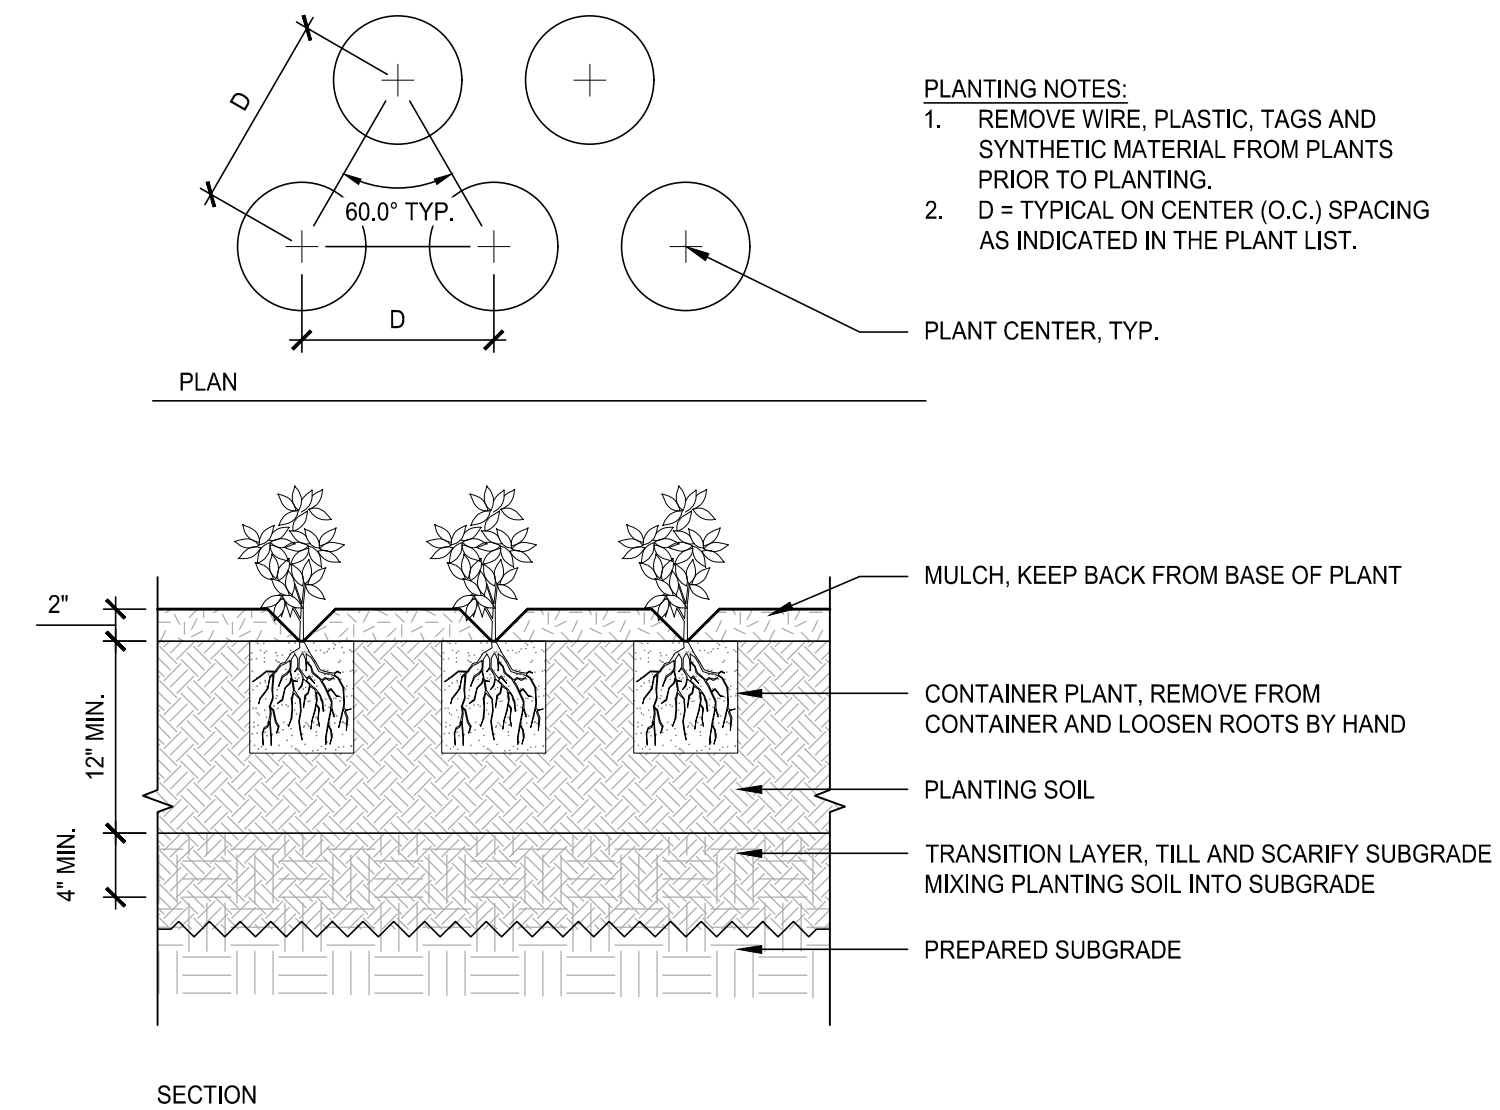 PLANTING NOTES:
1. REMOVE WIRE, PLASTIC, TAGS AND
SYNTHETIC MATERIAL FROM PLANTS
PRIOR TO PLANTING.
2. D = TYPICAL ON CENTER (O.C.) SPACING
AS INDICATED IN THE PLANT LIST.
D
60.0° TYP.
D
PLANT CENTER, TYP.
PLAN
MULCH, KEEP BACK FROM BASE OF PLANT
2"
CONTAINER PLANT, REMOVE FROM
CONTAINER AND LOOSEN ROOTS BY HAND
12" MIN.
PLANTING SOIL
4" MIN.
TRANSITION LAYER, TILL AND SCARIFY SUBGRADE
MIXING PLANTING SOIL INTO SUBGRADE
PREPARED SUBGRADE
SECTION